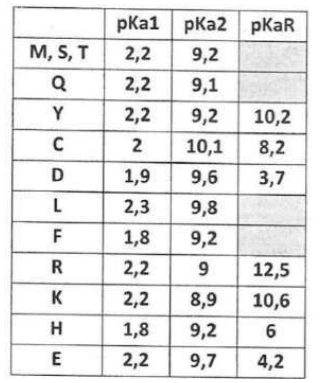 pKa1 pKa2 pKaR
M, S, T 2,2 9,2
Q 2,2 9,1
Y 2,2 9,2 10,2
C 2 10,1 8,2
D 1,9 9,6 3,7
L 2,3 9,8
F 1,8 9,2
R 2,2 9 12,5
K 2,2 8,9 10,6
H 1,8 9,2 6
E 2,2 9,7 4,2